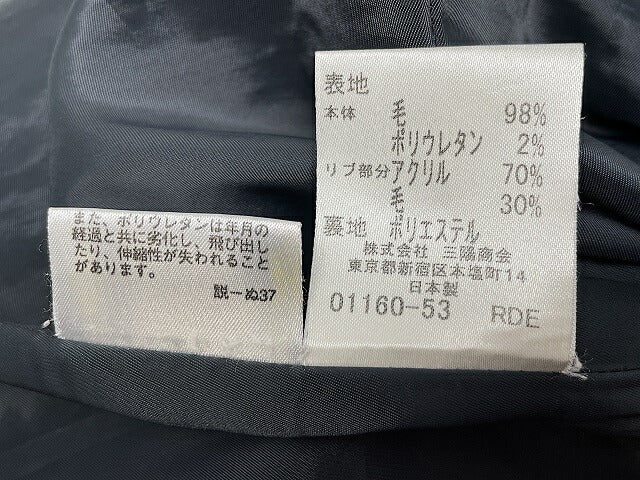 表地
本体 毛 98%
ポリウレタン 2%
リブ部分 アクリル 70%
毛 30%
裏地 ポリエステル
株式会社 三陽商会
東京都新宿区本塩町14
日本製
01160-53 RDE
また、ポリウレタンは年月の
経過と共に劣化し、飛び出し
たり、伸縮性が失われること
があります。
説-ぬ37